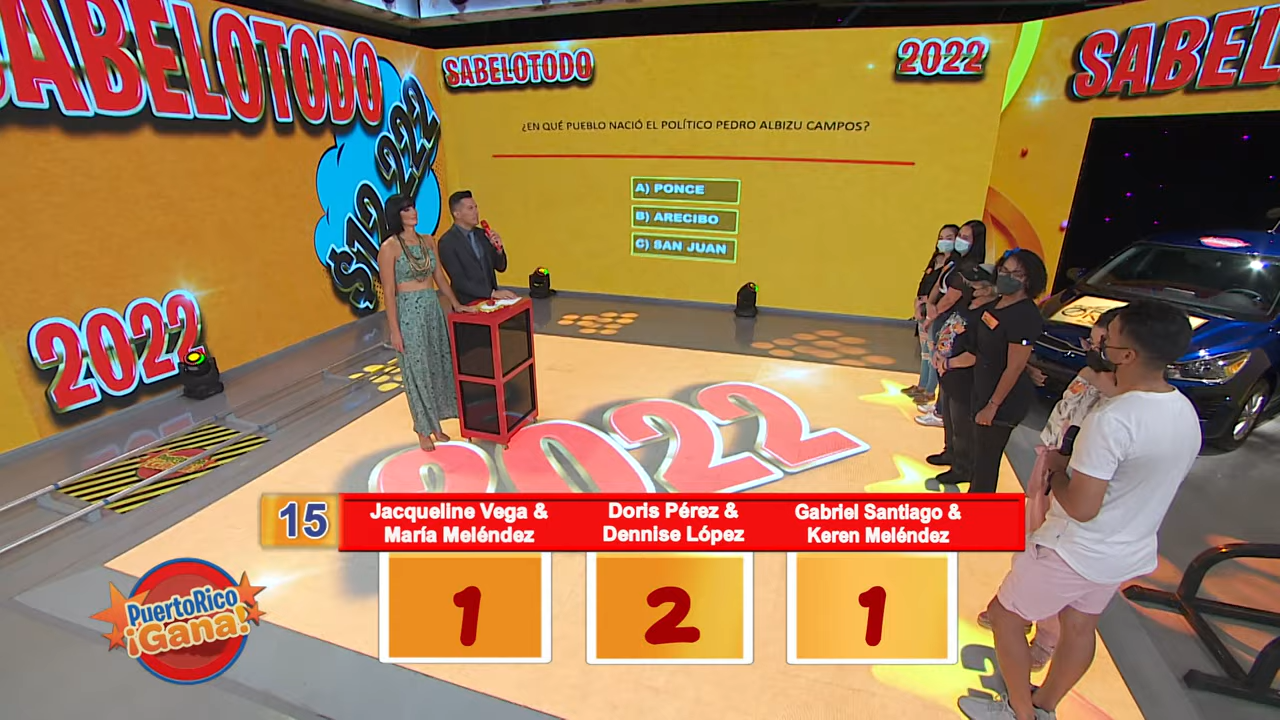 SABELOTODO
SABELOTODO
2022
SABEL
$12,222
¿EN QUÉ PUEBLO NACIÓ EL POLÍTICO PEDRO ALBIZU CAMPOS?
A) PONCE
B) ARECIBO
C) SAN JUAN
2022
2022
15
Jacqueline Vega &
María Meléndez
Doris Pérez &
Dennise López
Gabriel Santiago &
Keren Meléndez
1
2
1
PuertoRico
¡Gana!